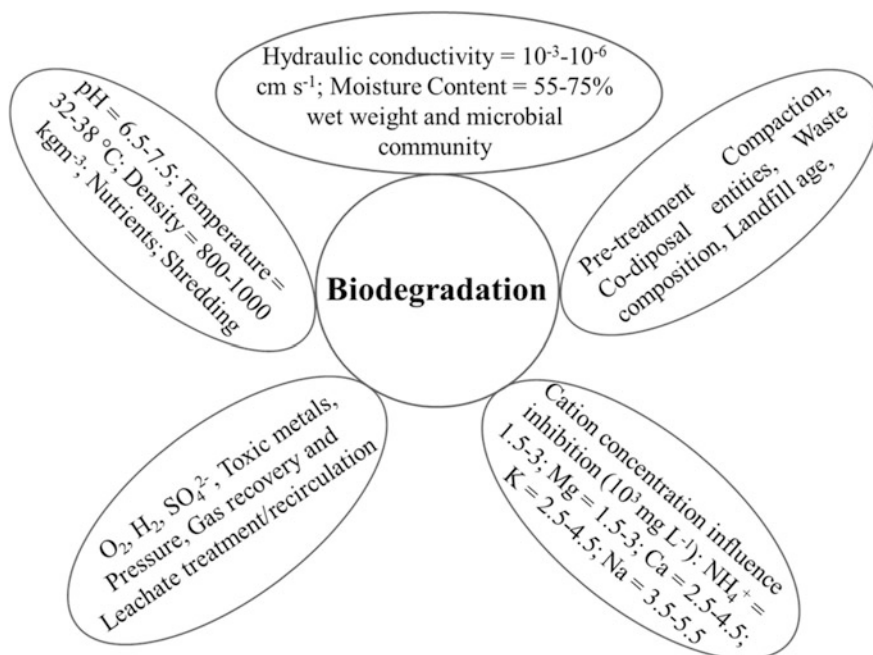 Hydraulic conductivity = 10⁻³-10⁻⁶
cm s⁻¹; Moisture Content = 55-75%
wet weight and microbial
community
pH = 6.5-7.5; Temperature =
32-38 °C; Density = 800-1000
kgm⁻³; Nutrients; Shredding
Pre-treatment Compaction,
Co-diposal entities, Waste
composition, Landfill age,
Biodegradation
O₂, H₂, SO₄²⁻, Toxic metals,
Pressure, Gas recovery and
Leachate treatment/recirculation
Cation concentration influence
inhibition (10³ mg L⁻¹): NH₄⁺ =
1.5-3; Mg = 1.5-3; Ca = 2.5-4.5;
K = 2.5-4.5; Na = 3.5-5.5